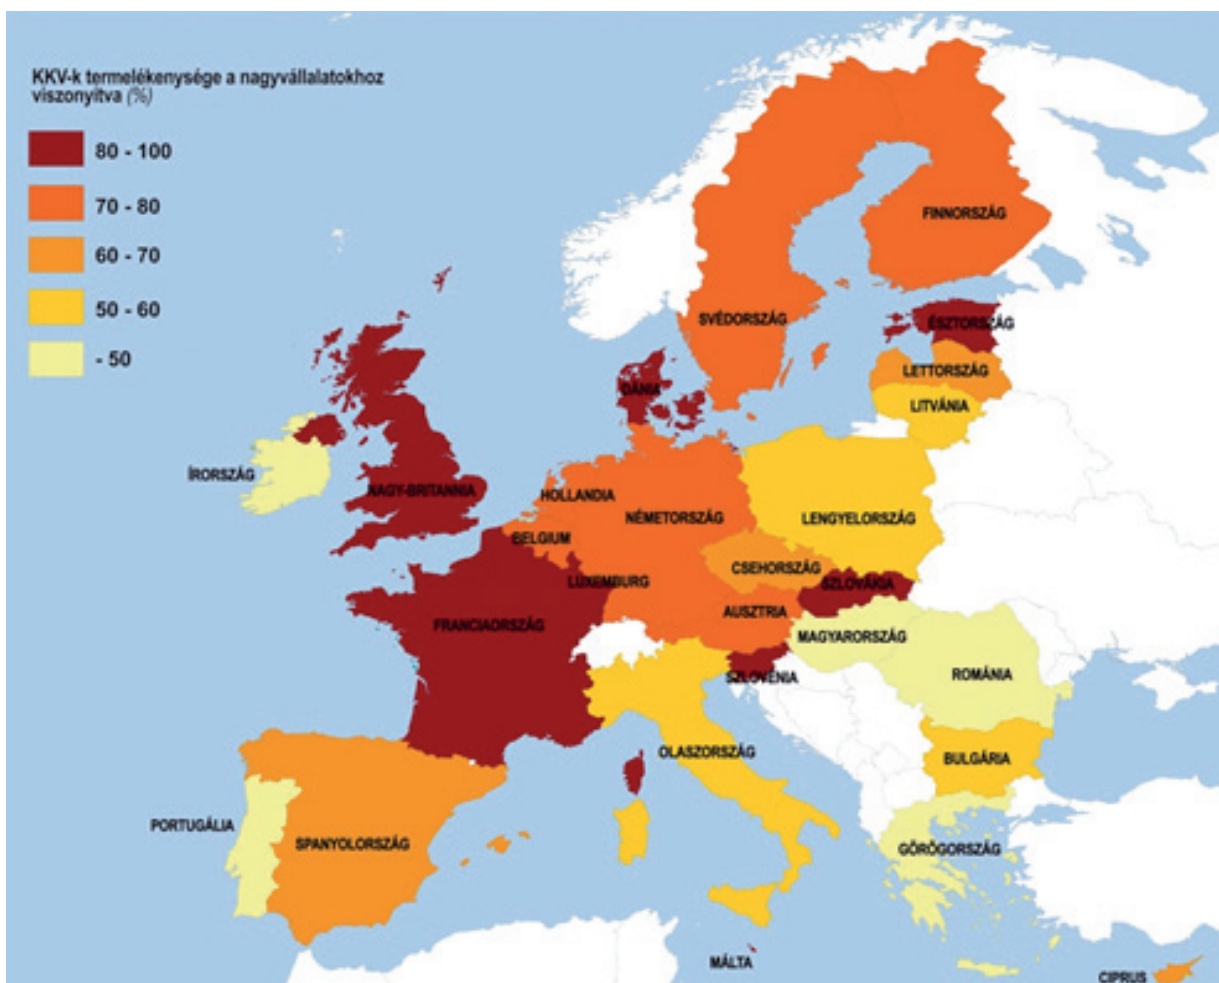 KKV-k termelékenysége a nagyvállalatokhoz
viszonyítva (%)
80 - 100
70 - 80
60 - 70
50 - 60
- 50
FINNORSZÁG
SVÉDORSZÁG
ÉSZTORSZÁG
LETTORSZÁG
DÁNIA
LITVÁNIA
ÍRORSZÁG
NAGY-BRITANNIA
HOLLANDIA
NÉMETORSZÁG
LENGYELORSZÁG
BELGIUM
CSEHORSZÁG
LUXEMBURG
SZLOVÁKIA
AUSZTRIA
FRANCIAORSZÁG
MAGYARORSZÁG
SZLOVÉNIA
ROMÁNIA
OLASZORSZÁG
BULGÁRIA
PORTUGÁLIA
SPANYOLORSZÁG
GÖRÖGORSZÁG
MÁLTA
CIPRUS